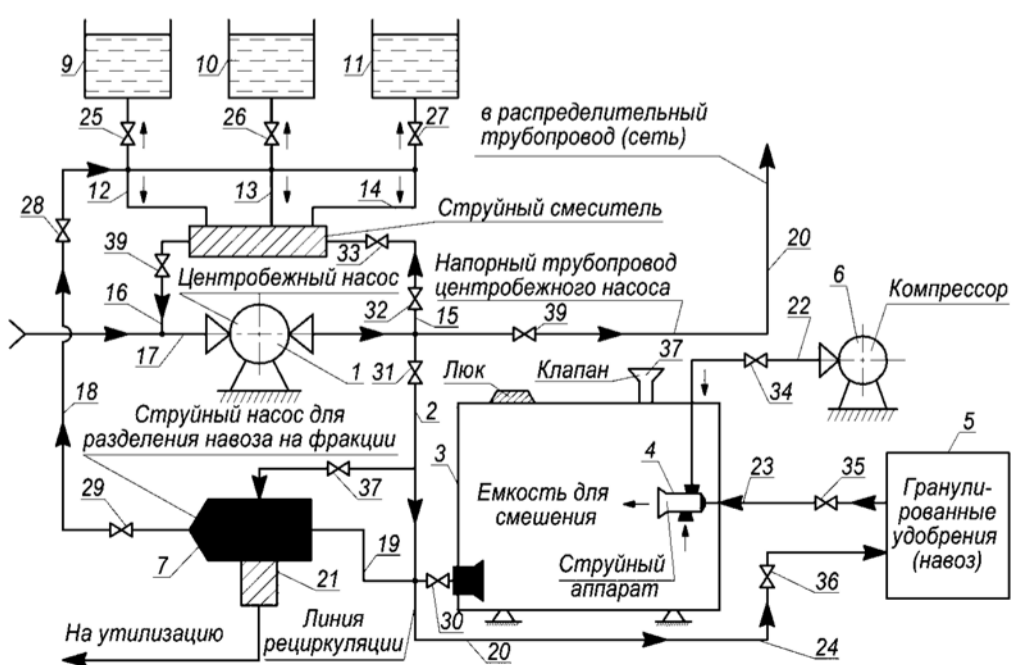 9
10
11
25
26
27
в распределительный
трубопровод (сеть)
12
13
14
28
Струйный смеситель
33
39
20
Центробежный насос
Напорный трубопровод
центробежного насоса
6
Компрессор
16
32
15
39
22
17
1
31
Люк
Клапан
37
34
18
2
Струйный насос для
разделения навоза на фракции
3
4
5
37
23
35
29
Емкость для
смешения
Гранули-
рованные
удобрения
(навоз)
7
21
19
Струйный
аппарат
36
На утилизацию
Линия
рециркуляции
30
20
24